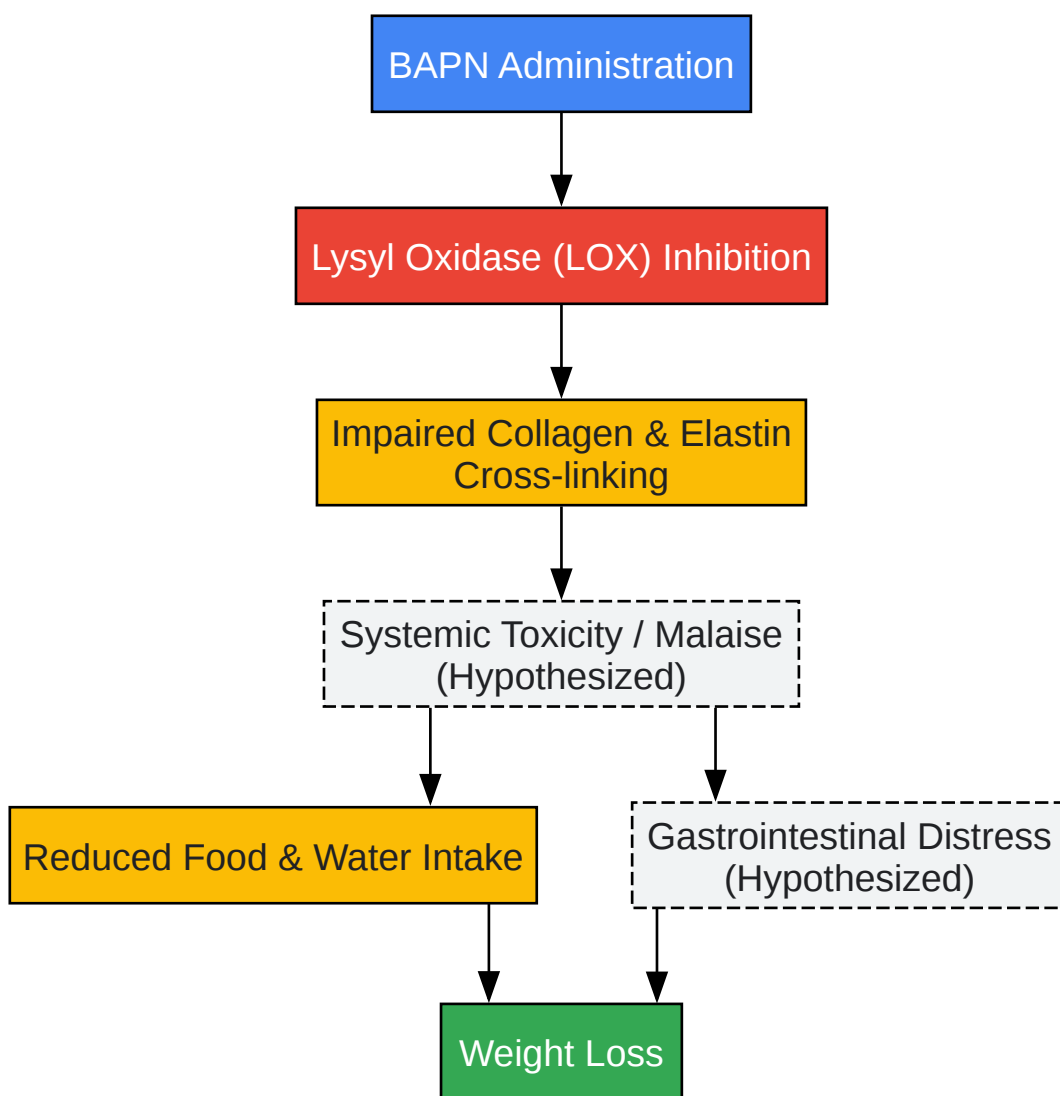 BAPN Administration
Lysyl Oxidase (LOX) Inhibition
Impaired Collagen & Elastin
Cross-linking
Systemic Toxicity / Malaise
(Hypothesized)
Reduced Food & Water Intake
Gastrointestinal Distress
(Hypothesized)
Weight Loss